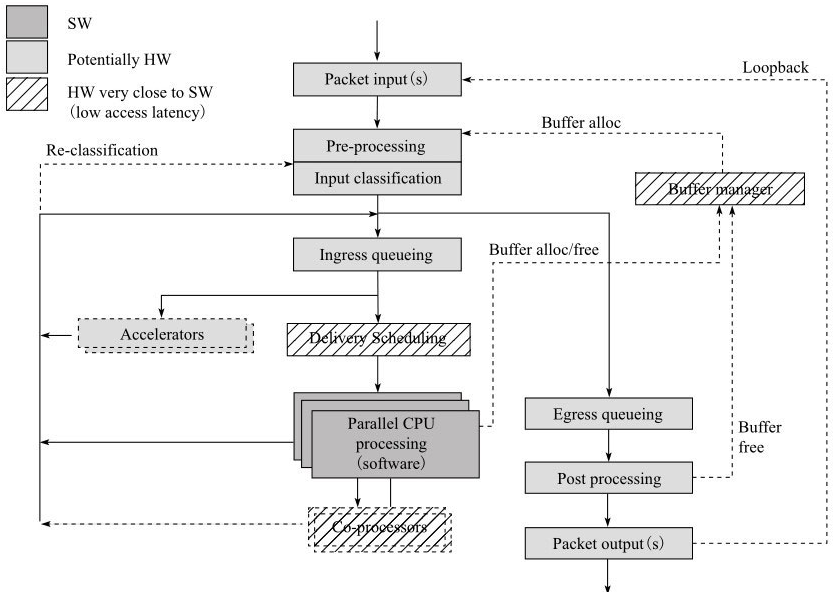 SW
Potentially HW
HW very close to SW
(low access latency)
Packet input(s)
Loopback
Buffer alloc
Pre-processing
Re-classification
Input classification
Buffer manager
Ingress queueing
Buffer alloc/free
Accelerators
Delivery Scheduling
Parallel CPU
processing
(software)
Egress queueing
Buffer
free
Post processing
Co-processors
Packet output(s)